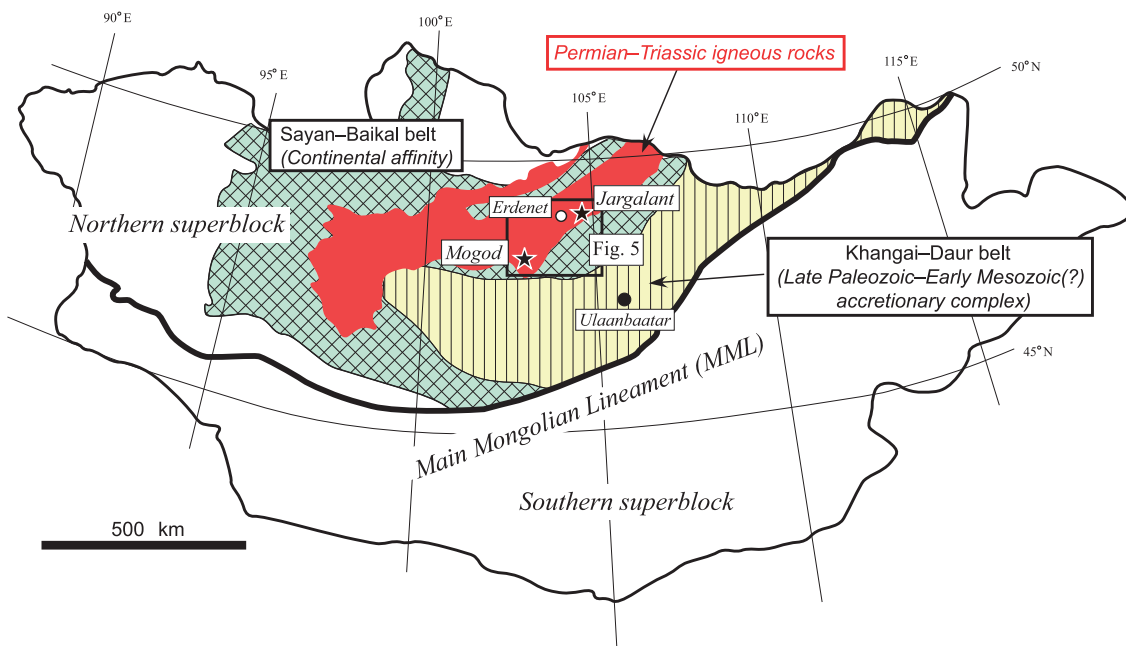 90°E
100°E
Permian–Triassic igneous rocks
115°E
50°N
95°E
105°E
110°E
Sayan–Baikal belt
(Continental affinity)
Erdenet
Jargalant
Northern superblock
Mogod
Fig. 5
Khangai–Daur belt
(Late Paleozoic–Early Mesozoic(?)
accretionary complex)
Ulaanbaatar
45°N
Main Mongolian Lineament (MML)
Southern superblock
500 km